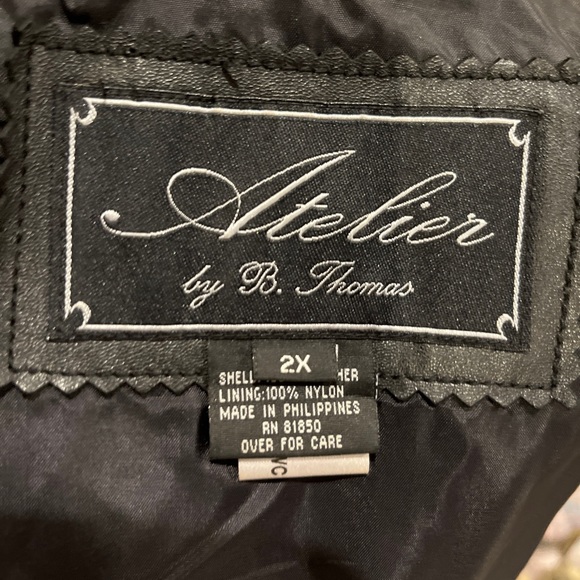 Atelier
by B. Thomas
2X
SHELL
LINING:100% NYLON
MADE IN PHILIPPINES
RN 81850
OVER FOR CARE